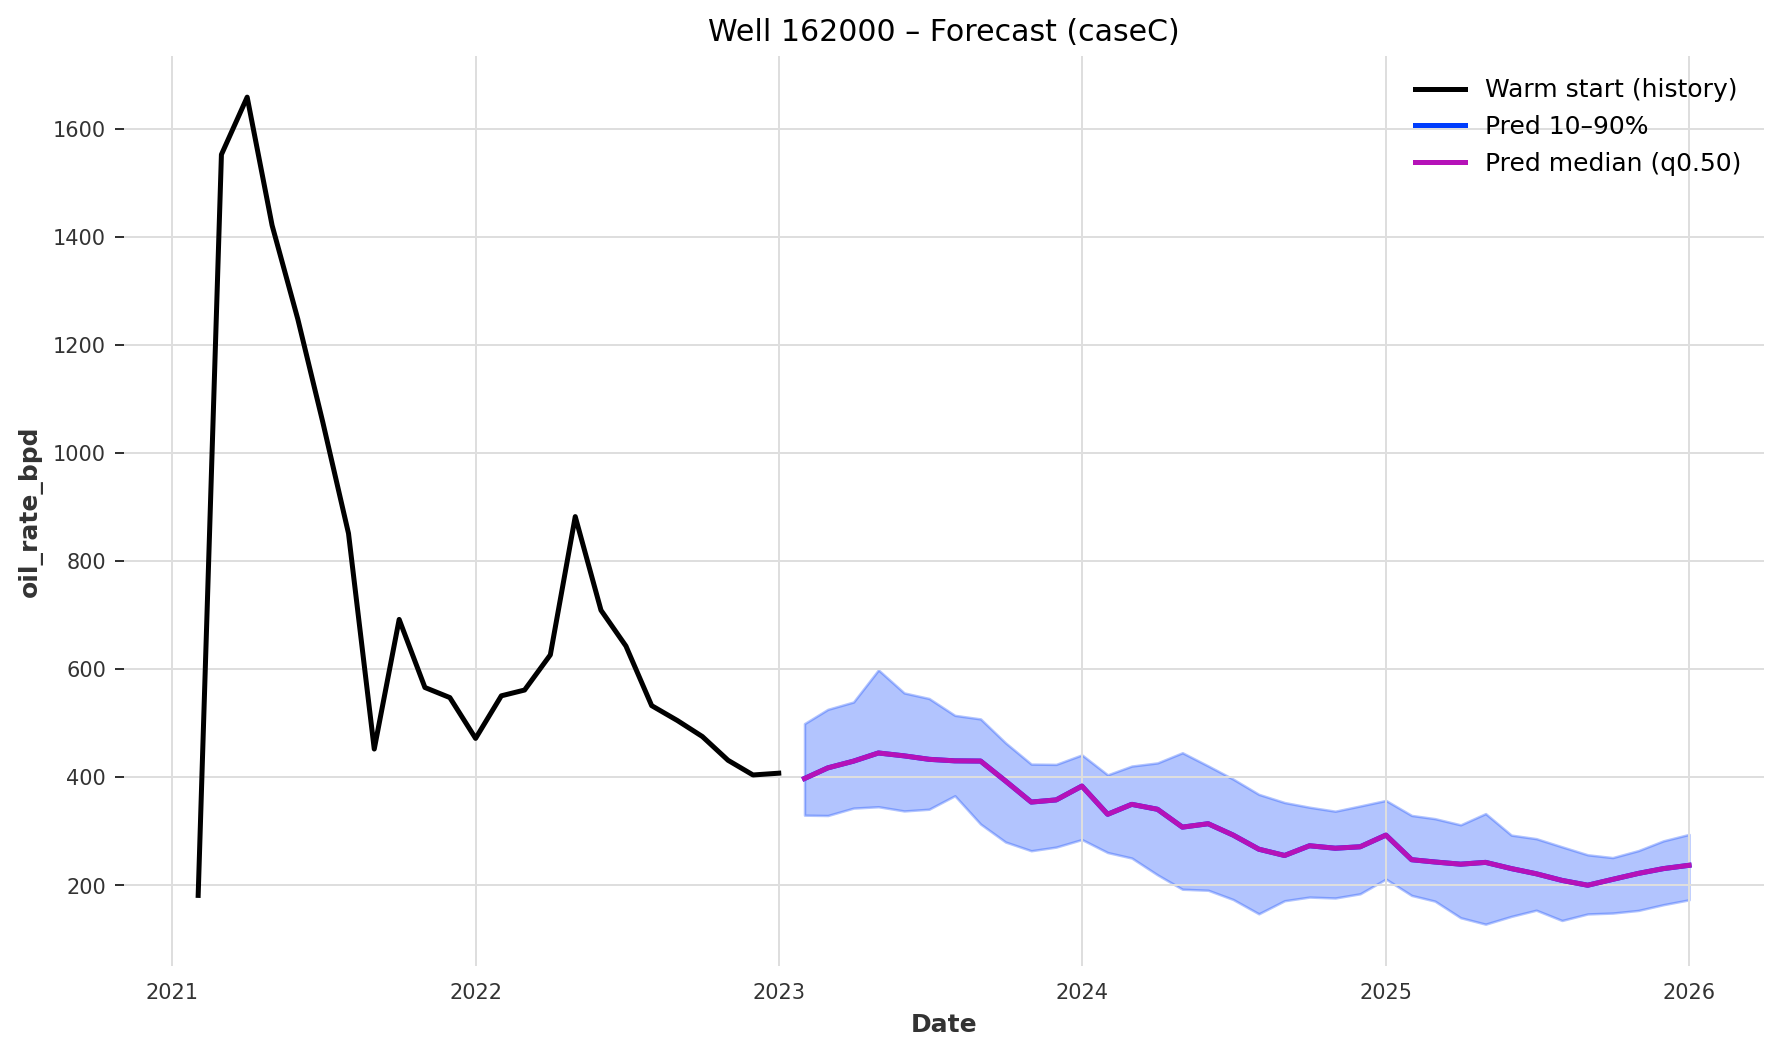 Well 162000 – Forecast (caseC)
Warm start (history)
Pred 10–90%
Pred median (q0.50)
oil_rate_bpd
1600
1400
1200
1000
800
600
400
200
2021 2022 2023 2024 2025 2026
Date